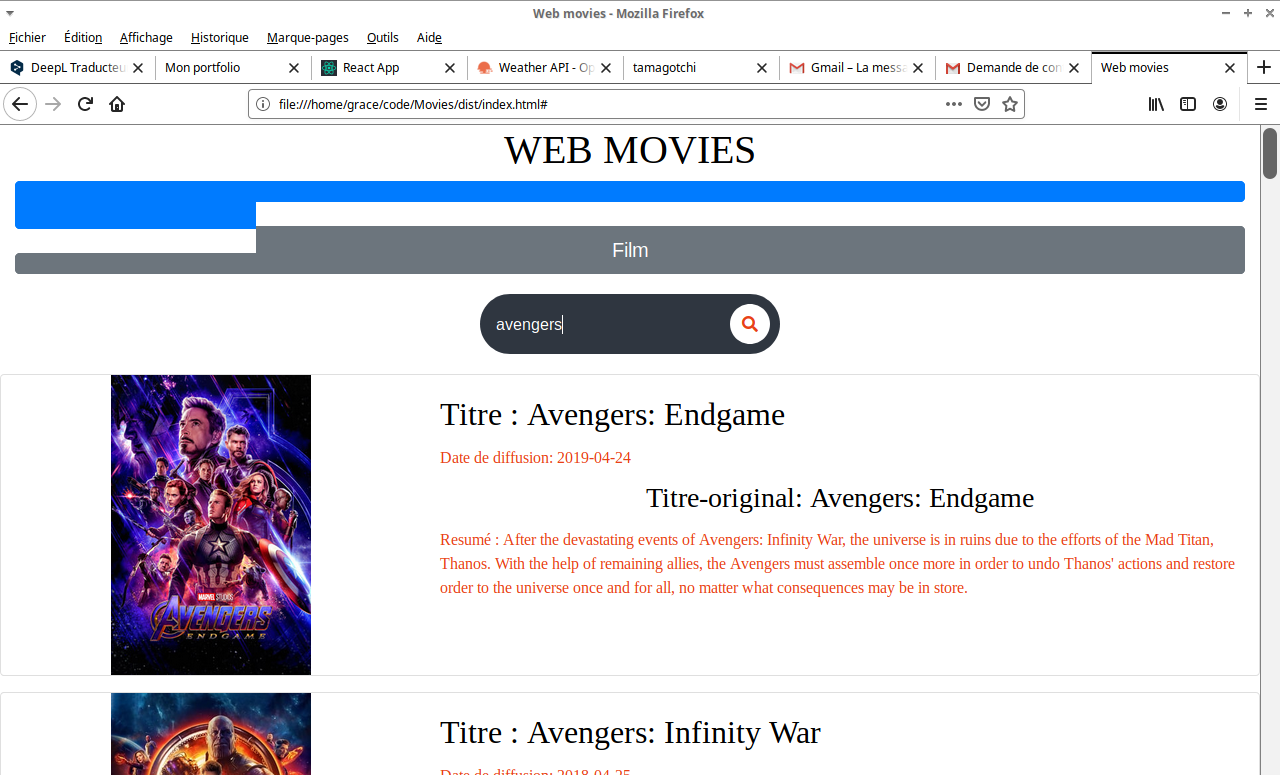 Web movies - Mozilla Firefox
Fichier Édition Affichage Historique Marque-pages Outils Aide
DeepL Traducteu Mon portfolio React App Weather API - Op tamagotchi Gmail – La messa Demande de con Web movies
file:///home/grace/code/Movies/dist/index.html#
WEB MOVIES
Film
avengers
Titre : Avengers: Endgame
Date de diffusion: 2019-04-24
Titre-original: Avengers: Endgame
Resumé : After the devastating events of Avengers: Infinity War, the universe is in ruins due to the efforts of the Mad Titan,
Thanos. With the help of remaining allies, the Avengers must assemble once more in order to undo Thanos' actions and restore
order to the universe once and for all, no matter what consequences may be in store.
MARVEL STUDIOS
AVENGERS
ENDGAME
Titre : Avengers: Infinity War
Date de diffusion: 2018-04-25